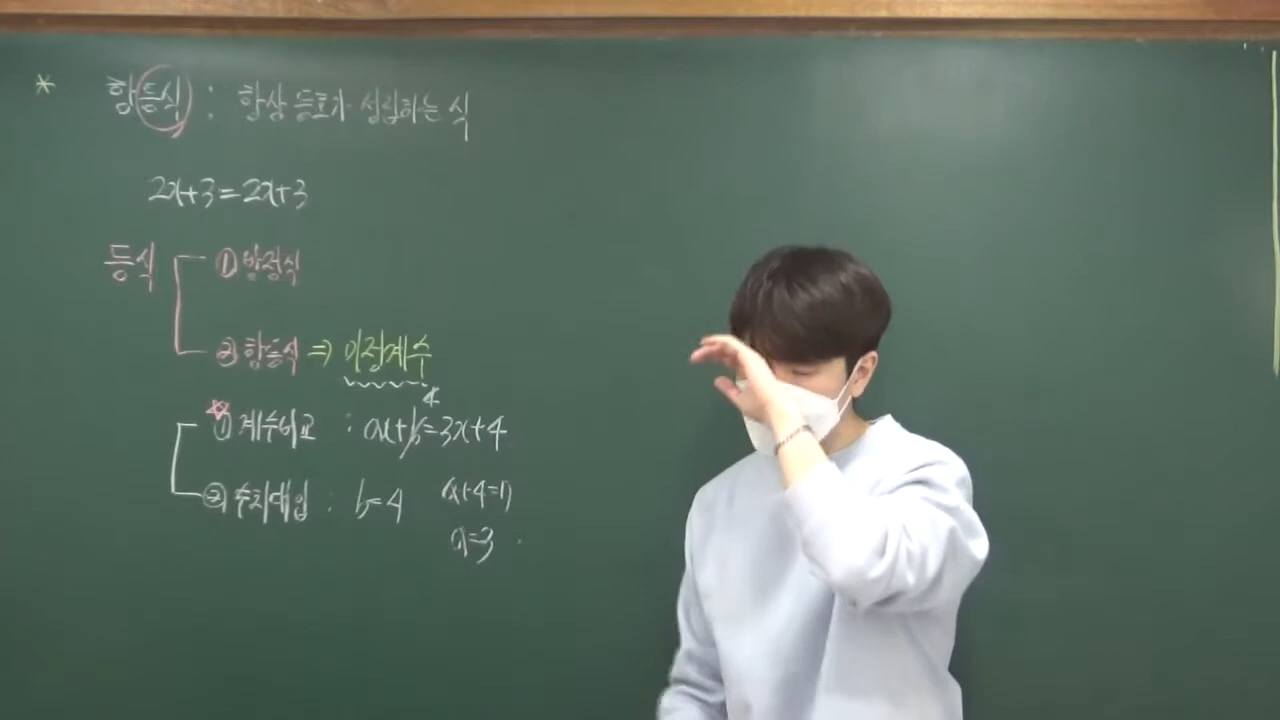 * 항등식 : 항상 등호가 성립하는 식
2x+3=2x+3
등식 ① 방정식
② 항등식 ⇒ 미정계수
4
☆① 계수비교 : ax+b=3x+4
② 수치대입 : b=4 a+4=7
a=3